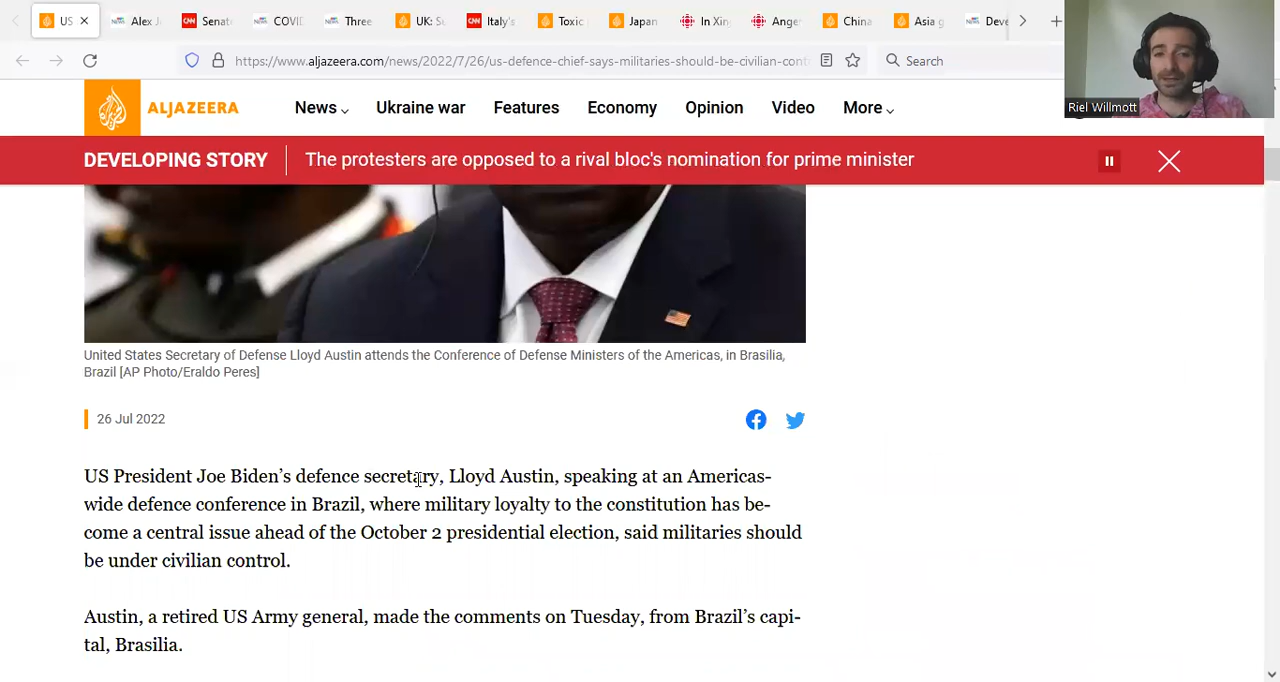 US
Alex J
Senat
COVI
Three
UK: S
Italy's
Toxic
Japan
In Xin
Ange
China
Asia g
Deve
https://www.aljazeera.com/news/2022/7/26/us-defence-chief-says-militaries-should-be-civilian-cont
Search
Riel Willmott
ALJAZEERA
News
Ukraine war
Features
Economy
Opinion
Video
More
DEVELOPING STORY
The protesters are opposed to a rival bloc's nomination for prime minister
United States Secretary of Defense Lloyd Austin attends the Conference of Defense Ministers of the Americas, in Brasilia,
Brazil [AP Photo/Eraldo Peres]
26 Jul 2022
US President Joe Biden’s defence secretary, Lloyd Austin, speaking at an Americas-
wide defence conference in Brazil, where military loyalty to the constitution has be-
come a central issue ahead of the October 2 presidential election, said militaries should
be under civilian control.
Austin, a retired US Army general, made the comments on Tuesday, from Brazil’s capi-
tal, Brasilia.